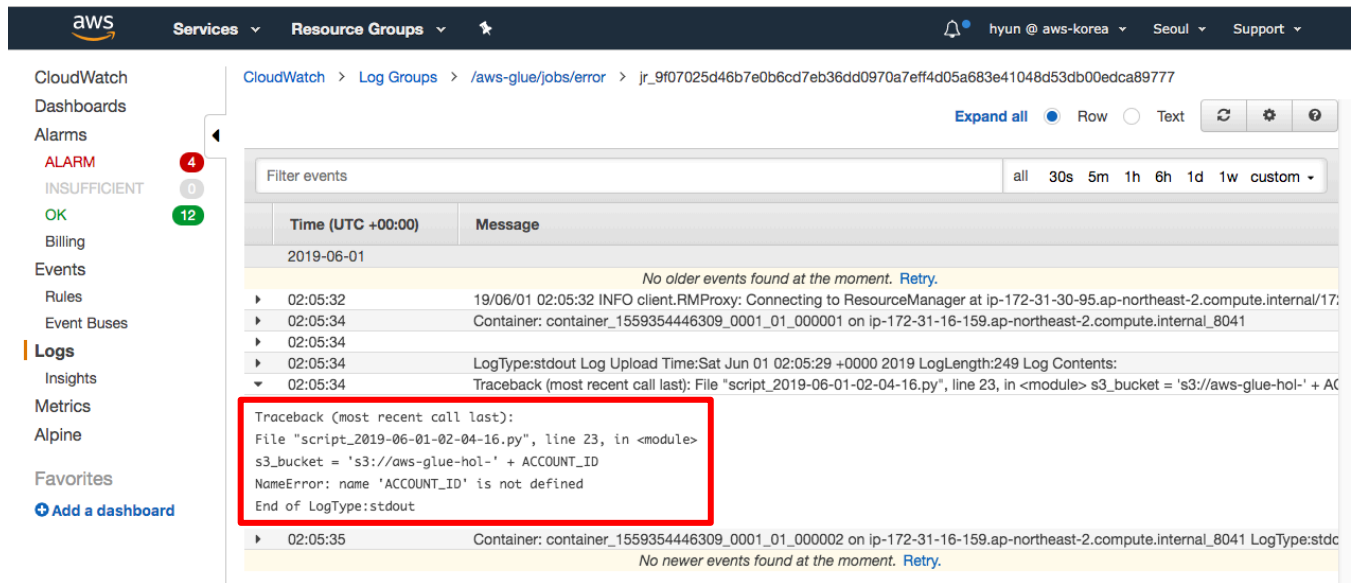 aws
Services
Resource Groups
hyun @ aws-korea
Seoul
Support
CloudWatch
Dashboards
Alarms
ALARM 4
INSUFFICIENT 0
OK 12
Billing
Events
Rules
Event Buses
Logs
Insights
Metrics
Alpine
Favorites
Add a dashboard
CloudWatch > Log Groups > /aws-glue/jobs/error > jr_9f07025d46b7e0b6cd7eb36dd0970a7eff4d05a683e41048d53db00edca89777
Expand all Row Text
Filter events all 30s 5m 1h 6h 1d 1w custom
Time (UTC +00:00) Message
2019-06-01
No older events found at the moment. Retry.
02:05:32 19/06/01 02:05:32 INFO client.RMProxy: Connecting to ResourceManager at ip-172-31-30-95.ap-northeast-2.compute.internal/17
02:05:34 Container: container_1559354446309_0001_01_000001 on ip-172-31-16-159.ap-northeast-2.compute.internal_8041
02:05:34
02:05:34 LogType:stdout Log Upload Time:Sat Jun 01 02:05:29 +0000 2019 LogLength:249 Log Contents:
02:05:34 Traceback (most recent call last): File "script_2019-06-01-02-04-16.py", line 23, in <module> s3_bucket = 's3://aws-glue-hol-' + AC
Traceback (most recent call last):
File "script_2019-06-01-02-04-16.py", line 23, in <module>
s3_bucket = 's3://aws-glue-hol-' + ACCOUNT_ID
NameError: name 'ACCOUNT_ID' is not defined
End of LogType:stdout
02:05:35 Container: container_1559354446309_0001_01_000002 on ip-172-31-16-159.ap-northeast-2.compute.internal_8041 LogType:stdo
No newer events found at the moment. Retry.